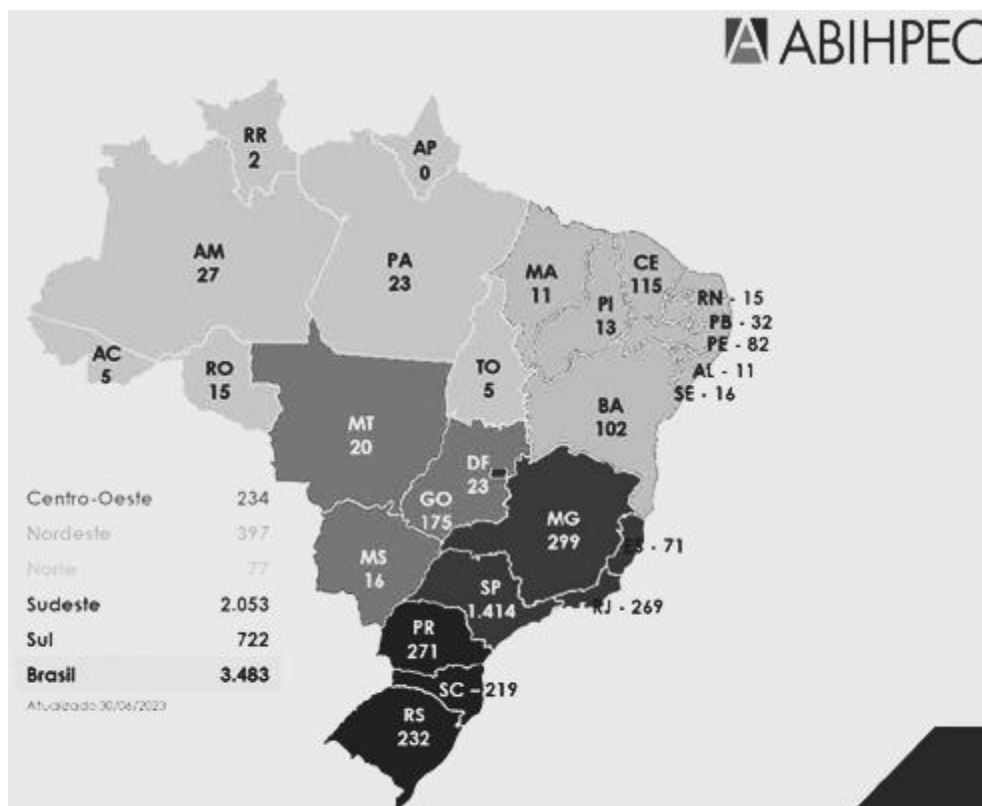 ABIHPEC
RR
2
AP
0
AM
27
PA
23
MA
11
CE
115
PI
13
RN - 15
PB - 32
PE - 82
AL - 11
SE - 16
AC
5
RO
15
TO
5
BA
102
MT
20
DF
23
GO
175
MG
299
ES - 71
MS
16
SP
1.414
RJ - 269
PR
271
SC - 219
RS
232
Centro-Oeste 234
Nordeste 397
Norte 77
Sudeste 2.053
Sul 722
Brasil 3.483
Atualizado 30/06/2023